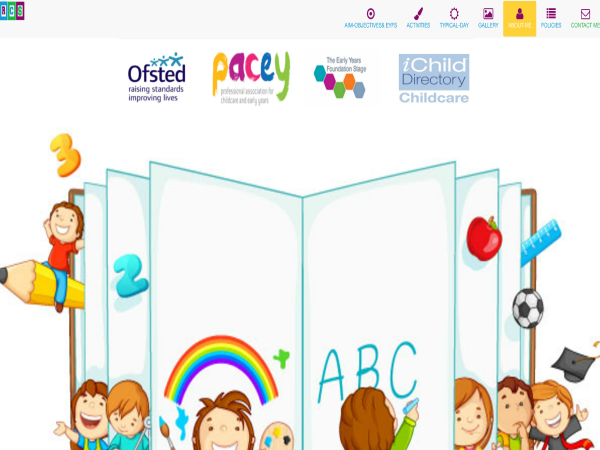 AIM-OBJECTIVES& EYFS
ACTIVITIES
TYPICAL-DAY
GALLERY
ABOUT US
POLICIES
CONTACT ME
Ofsted
raising standards
improving lives
pacey
professional association for
childcare and early years
The Early Years
Foundation Stage
iChild
Directory
Childcare
3
2
ABC